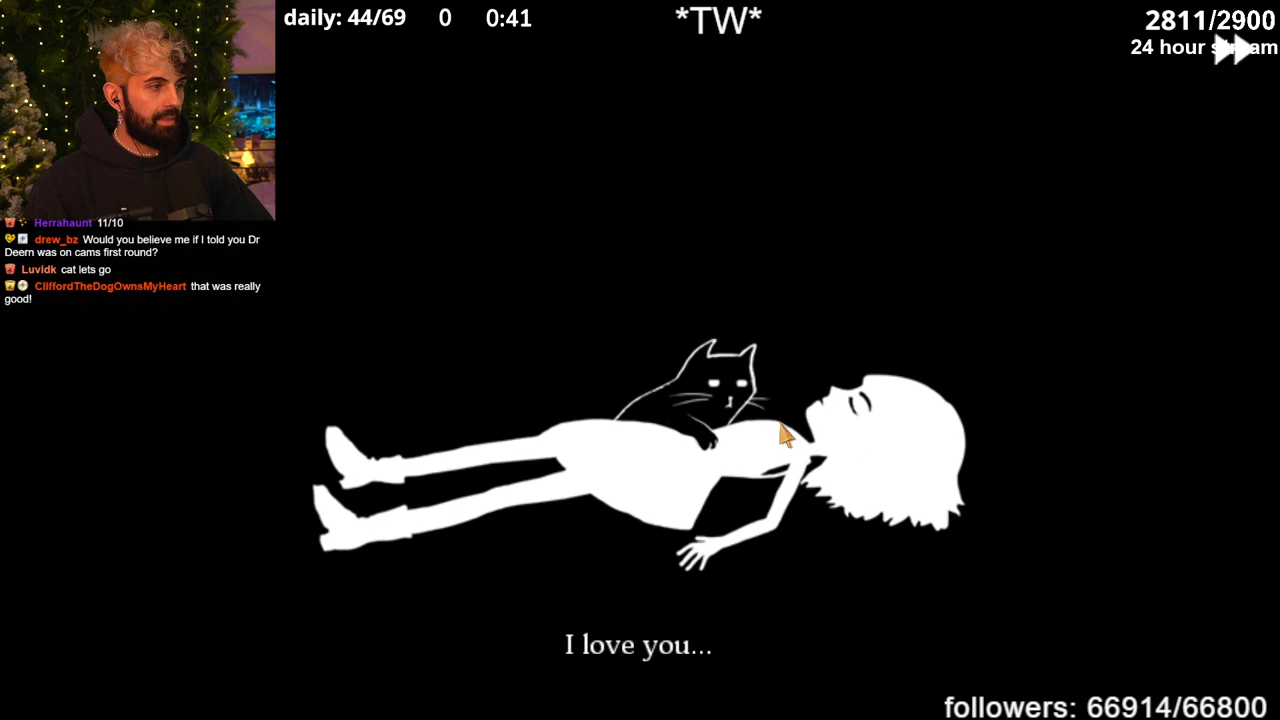 daily: 44/69 0 0:41
*TW*
2811/2900
24 hour stream
Herrahaunt 11/10
drew_bz Would you believe me if I told you Dr
Deern was on cams first round?
Luvidk cat lets go
CliffordTheDogOwnsMyHeart that was really
good!
I love you...
followers: 66914/66800